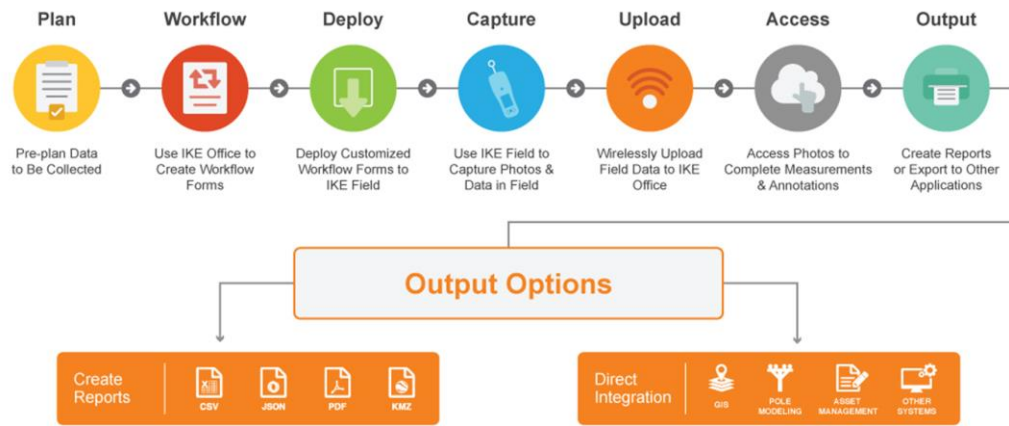 Plan
Workflow
Deploy
Capture
Upload
Access
Output
Pre-plan Data
to Be Collected
Use IKE Office to
Create Workflow
Forms
Deploy Customized
Workflow Forms to
IKE Field
Use IKE Field to
Capture Photos &
Data in Field
Wirelessly Upload
Field Data to IKE
Office
Access Photos to
Complete Measurements
& Annotations
Create Reports
or Export to Other
Applications
Output Options
Create
Reports
CSV
JSON
PDF
KMZ
Direct
Integration
GIS
POLE
MODELING
ASSET
MANAGEMENT
OTHER
SYSTEMS